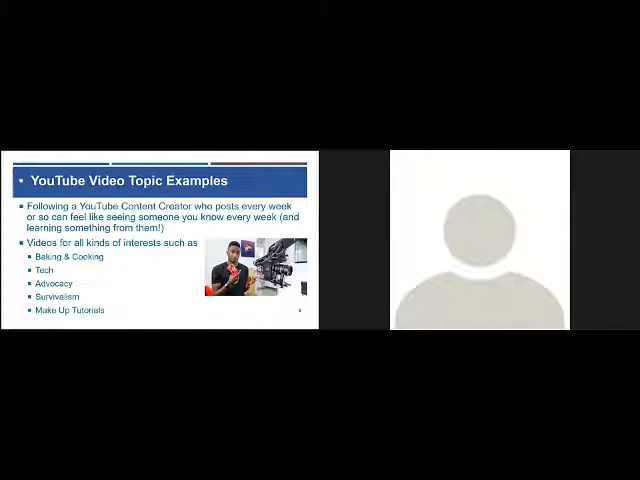 • YouTube Video Topic Examples
Following a YouTube Content Creator who posts every week
or so can feel like seeing someone you know every week (and
learning something from them!)
Videos for all kinds of interests such as
Baking & Cooking
Tech
Advocacy
Survivalism
Make Up Tutorials